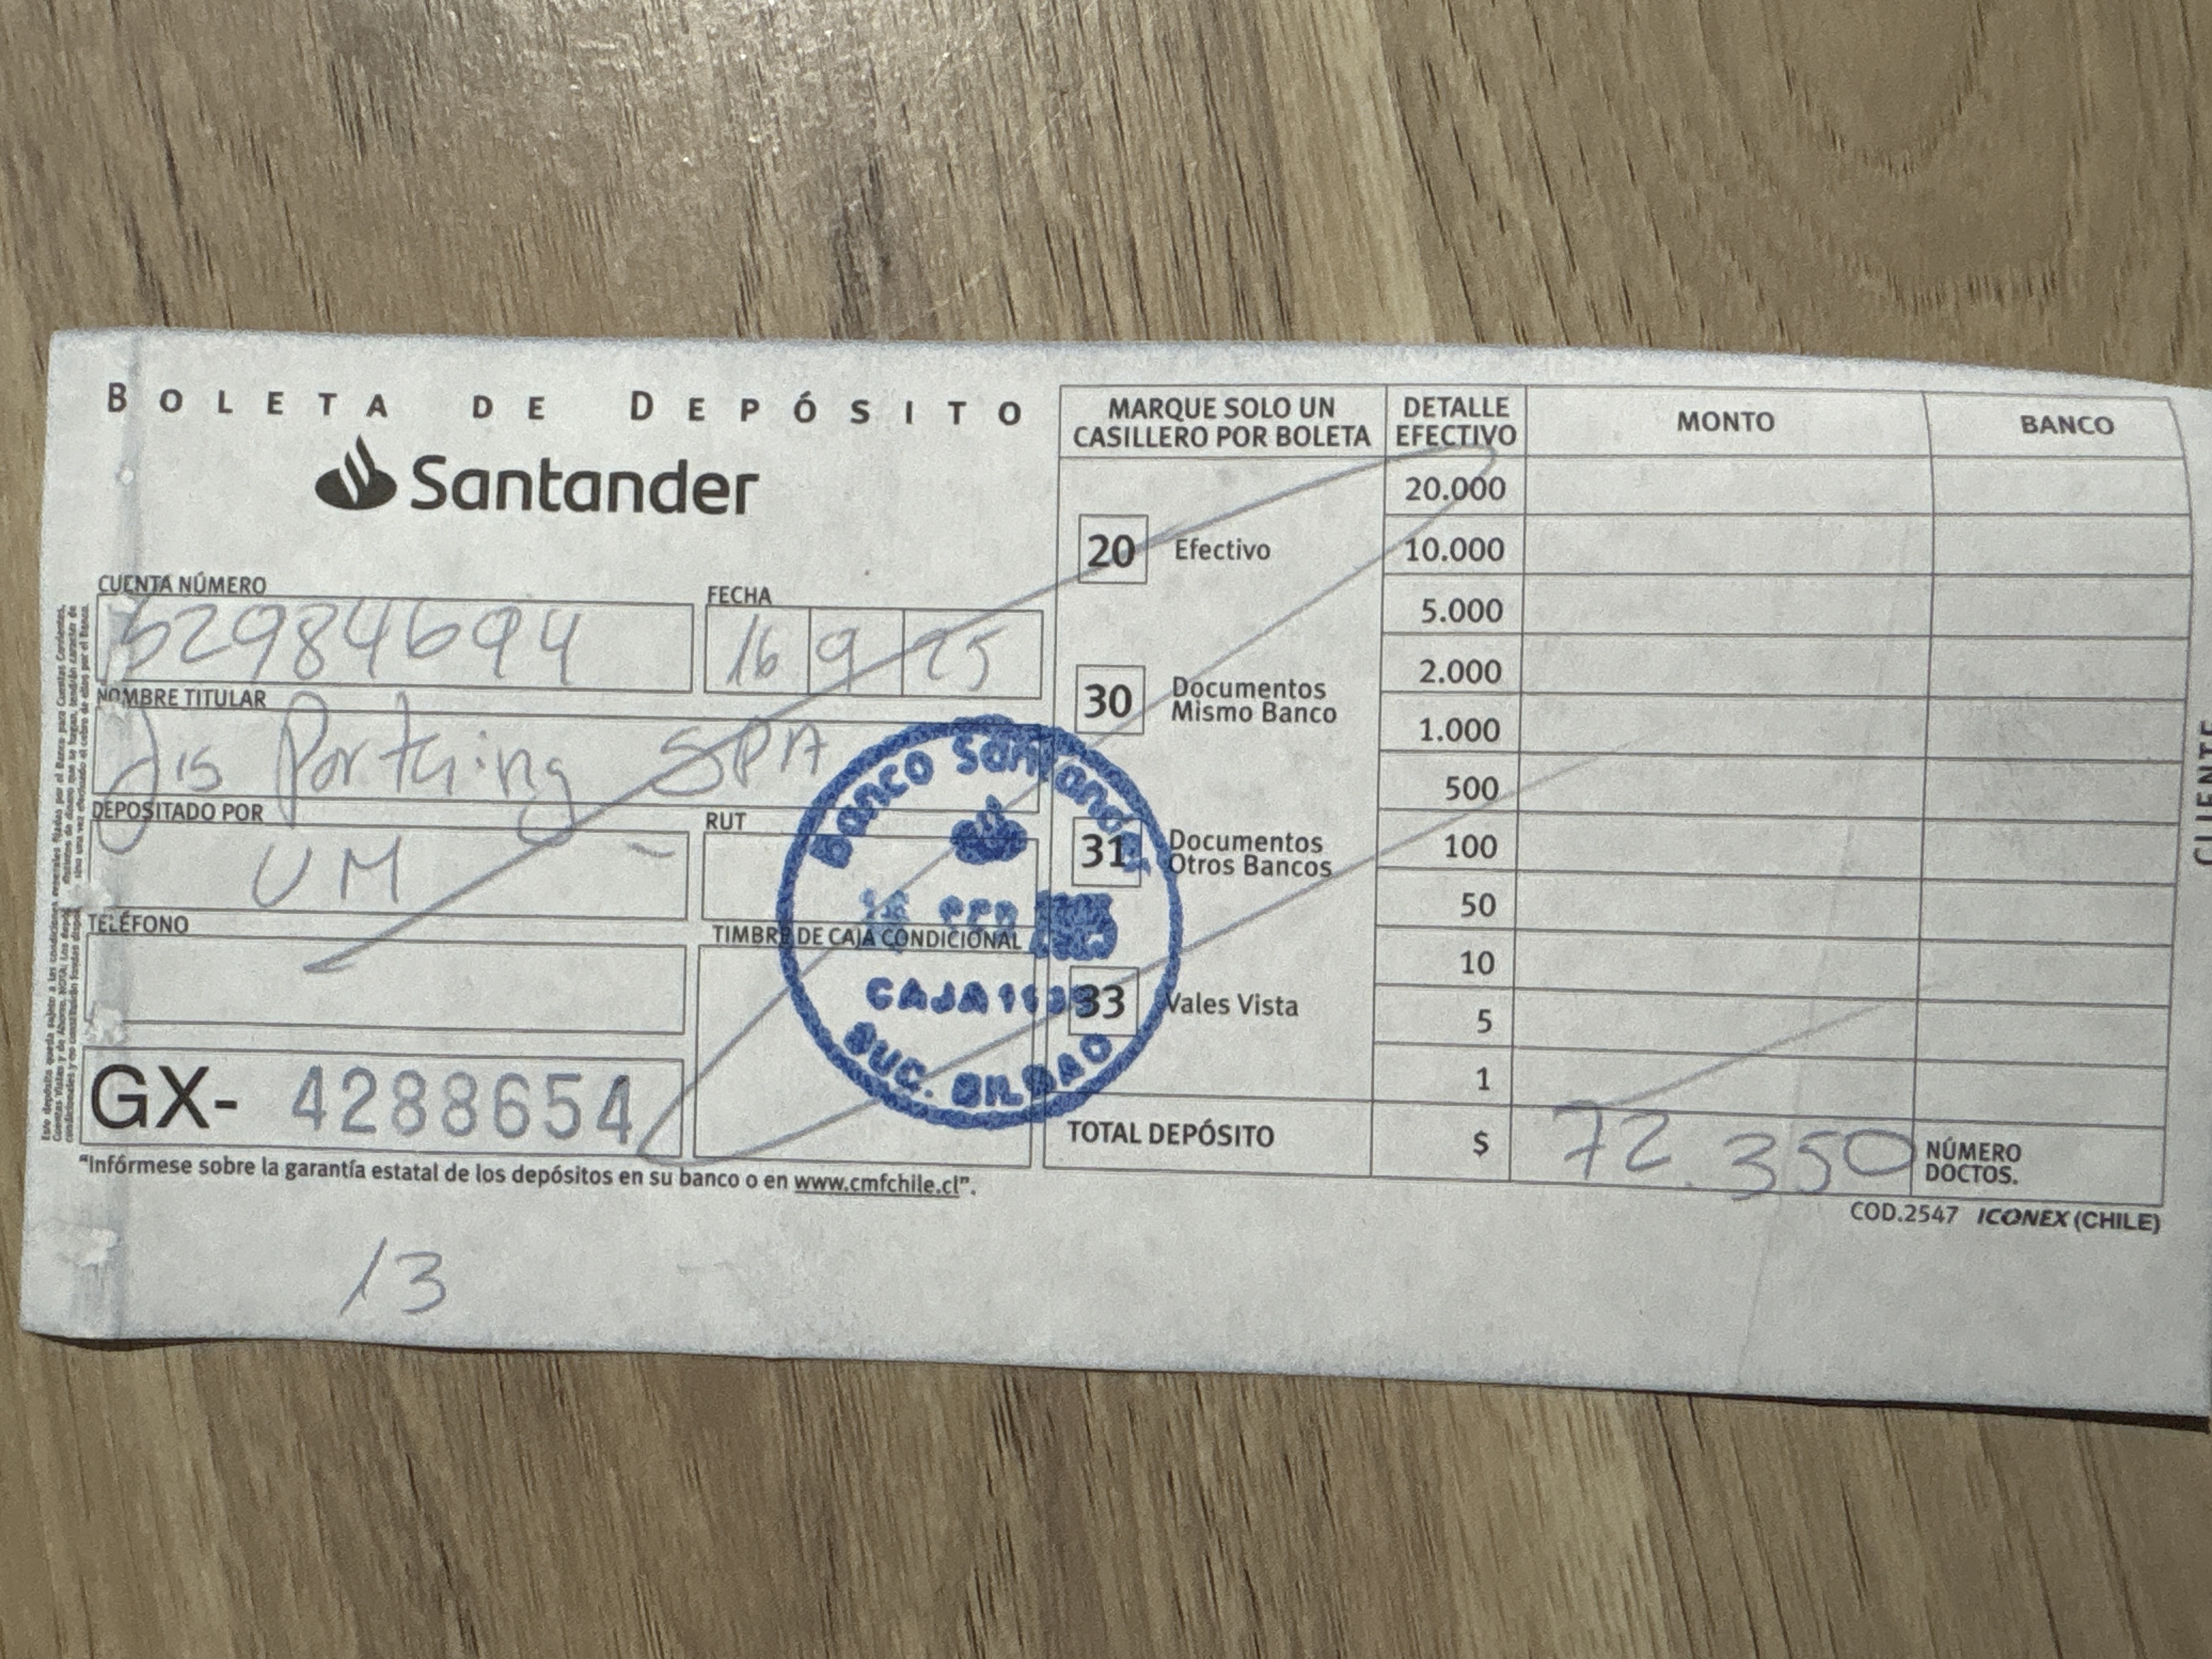 BOLETA DE DEPÓSITO
Santander
CUENTA NÚMERO
FECHA
2984694
16 9 25
NOMBRE TITULAR
SPA
DEPOSITADO POR
UM
RUT
TELÉFONO
TIMBRE DE CAJA CONDICIONAL
GX- 4288654
"Infórmese sobre la garantía estatal de los depósitos en su banco o en www.cmfchile.cl".
13
MARQUE SOLO UN
CASILLERO POR BOLETA
20 Efectivo
30 Documentos
Mismo Banco
31 Documentos
Otros Bancos
33 Vales Vista
DETALLE
EFECTIVO
MONTO
BANCO
20.000
10.000
5.000
2.000
1.000
500
100
50
10
5
1
TOTAL DEPÓSITO
$ 72.350
NÚMERO
DOCTOS.
COD.2547 ICONEX (CHILE)
CLIENTE
Banco Santander
CAJA
SUC. BILBAO